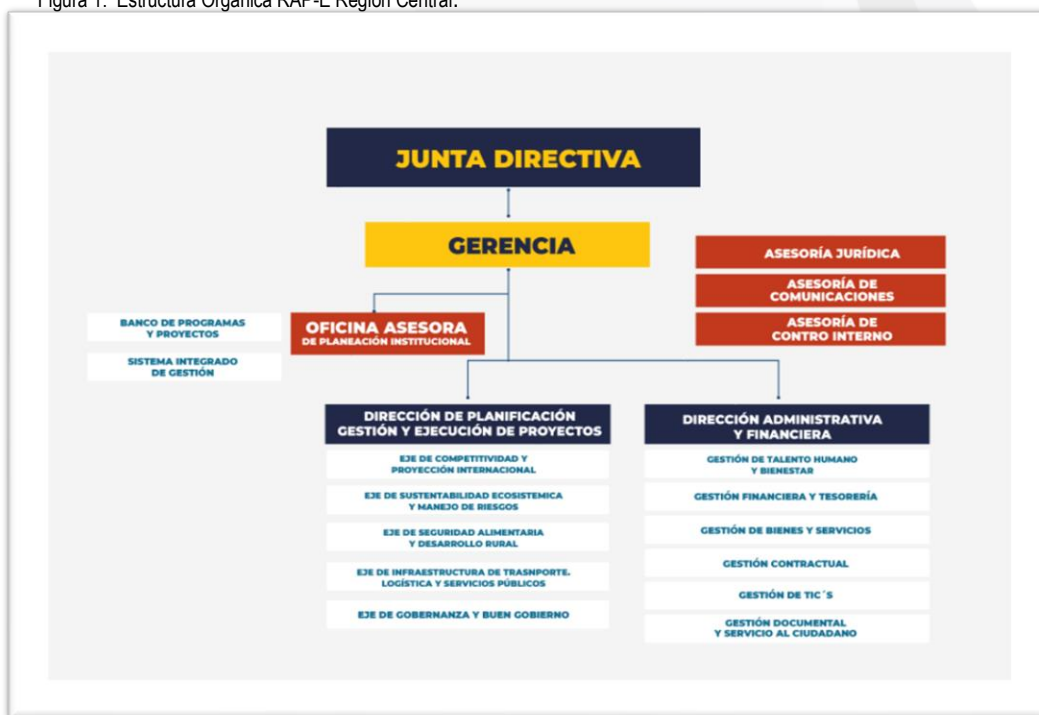 Figura 1. Estructura Orgánica RAP-E Región Central.
JUNTA DIRECTIVA
GERENCIA
ASESORÍA JURÍDICA
ASESORÍA DE
COMUNICACIONES
ASESORÍA DE
CONTRO INTERNO
BANCO DE PROGRAMAS
Y PROYECTOS
SISTEMA INTEGRADO
DE GESTIÓN
OFICINA ASESORA
DE PLANEACIÓN INSTITUCIONAL
DIRECCIÓN DE PLANIFICACIÓN
GESTIÓN Y EJECUCIÓN DE PROYECTOS
EJE DE COMPETITIVIDAD Y
PROYECCIÓN INTERNACIONAL
EJE DE SUSTENTABILIDAD ECOSISTEMICA
Y MANEJO DE RIESGOS
EJE DE SEGURIDAD ALIMENTARIA
Y DESARROLLO RURAL
EJE DE INFRAESTRUCTURA DE TRASNPORTE.
LOGÍSTICA Y SERVICIOS PÚBLICOS
EJE DE GOBERNANZA Y BUEN GOBIERNO
DIRECCIÓN ADMINISTRATIVA
Y FINANCIERA
GESTIÓN DE TALENTO HUMANO
Y BIENESTAR
GESTIÓN FINANCIERA Y TESORERÍA
GESTIÓN DE BIENES Y SERVICIOS
GESTIÓN CONTRACTUAL
GESTIÓN DE TIC´S
GESTIÓN DOCUMENTAL
Y SERVICIO AL CIUDADANO